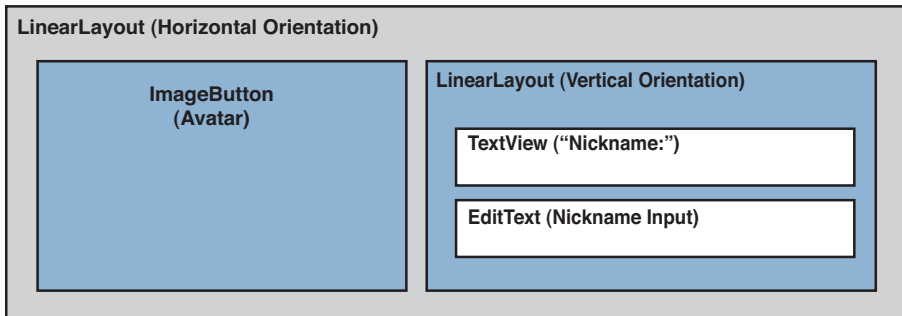 LinearLayout (Horizontal Orientation)
ImageButton
(Avatar)
LinearLayout (Vertical Orientation)
TextView (“Nickname:”)
EditText (Nickname Input)